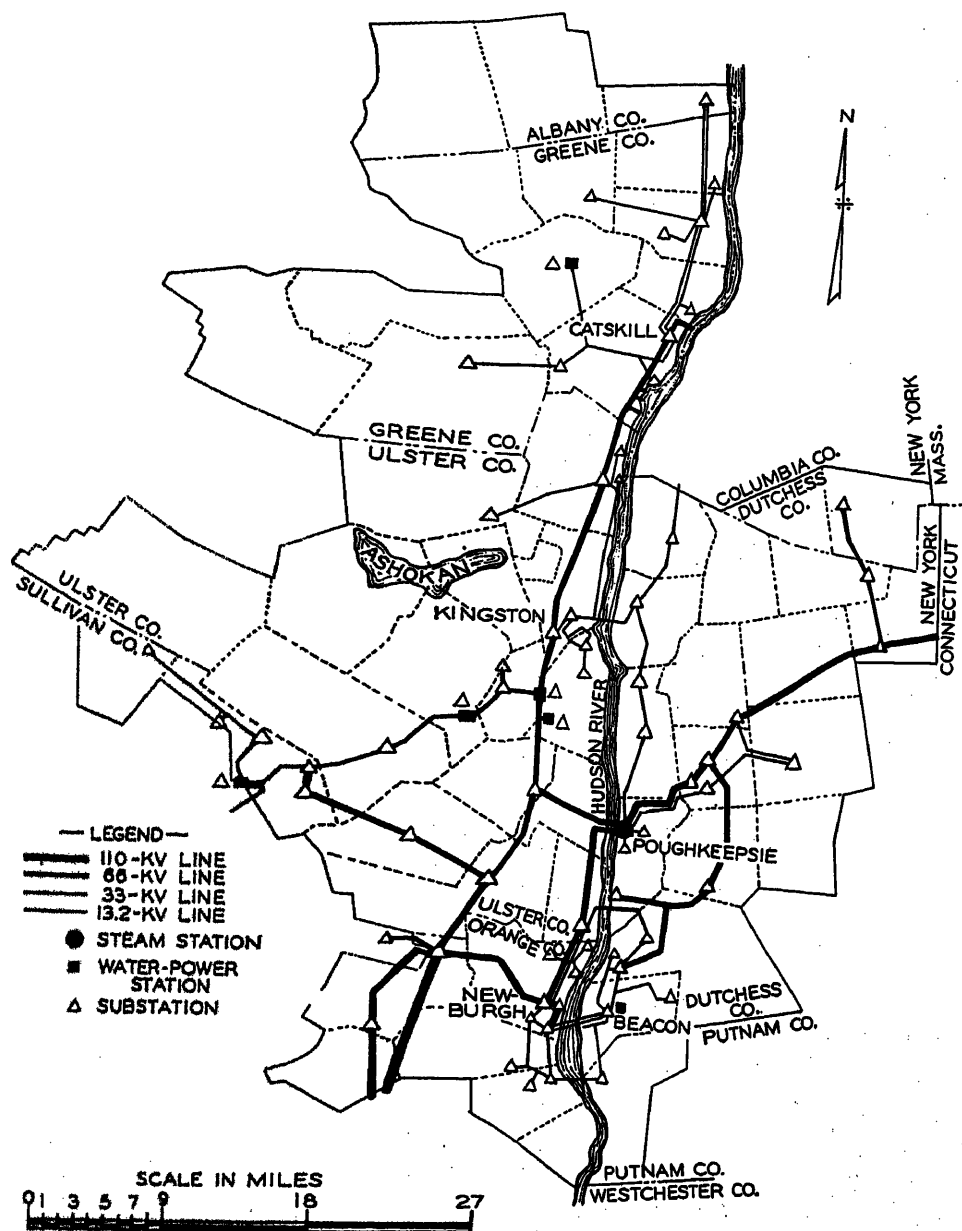 ALBANY CO.
GREENE CO.
N
CATSKILL
GREENE CO.
ULSTER CO.
COLUMBIA CO.
DUTCHESS
CO.
NEW YORK
MASS.
NEW YORK
CONNECTICUT
ASHOKAN
KINGSTON
ULSTER CO.
SULLIVAN CO.
HUDSON RIVER
POUGHKEEPSIE
— LEGEND —
110-KV LINE
66-KV LINE
33-KV LINE
13.2-KV LINE
STEAM STATION
WATER-POWER
STATION
SUBSTATION
ULSTER CO.
ORANGE CO.
NEW-
BURGH
BEACON
DUTCHESS
CO.
PUTNAM CO.
PUTNAM CO.
WESTCHESTER CO.
SCALE IN MILES
0 1 3 5 7 9 18 27